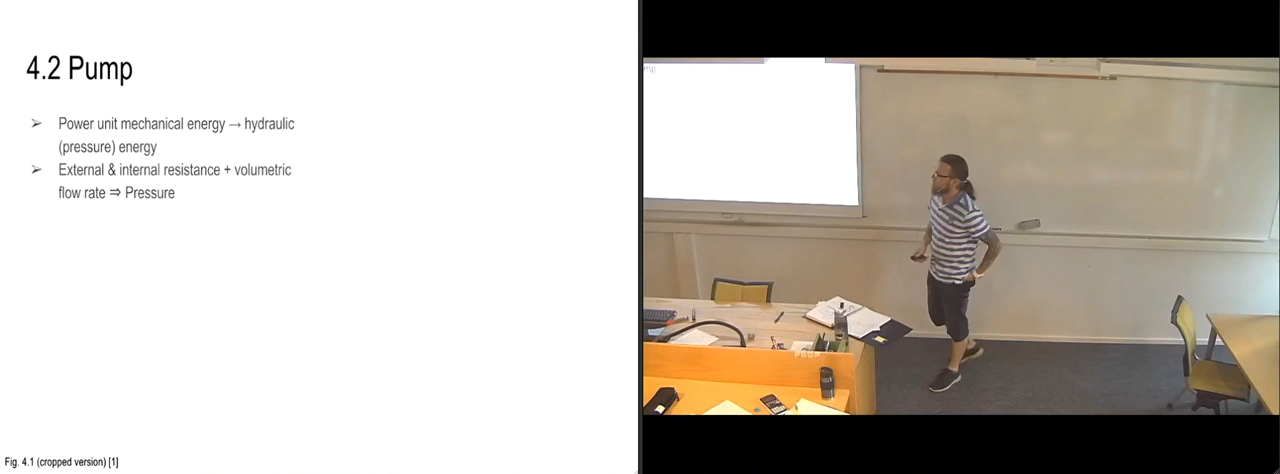 4.2 Pump
➢ Power unit mechanical energy → hydraulic
(pressure) energy
➢ External & internal resistance + volumetric
flow rate ⇒ Pressure
Fig. 4.1 (cropped version) [1]